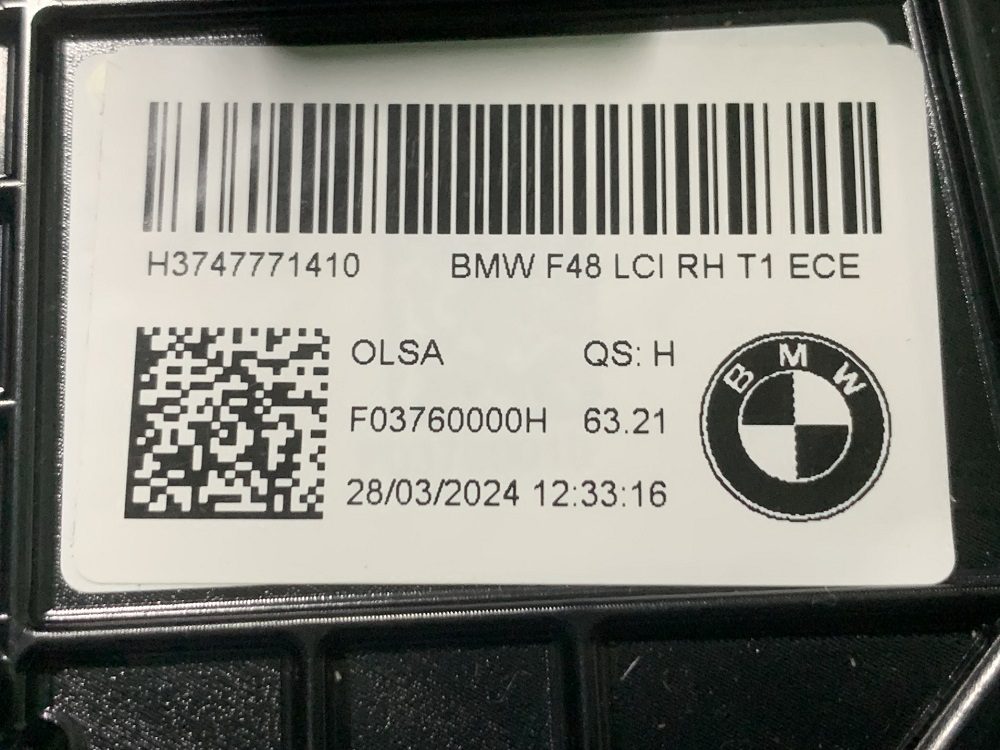 H3747771410 BMW F48 LCI RH T1 ECE
OLSA QS: H
F03760000H 63.21
28/03/2024 12:33:16
BMW